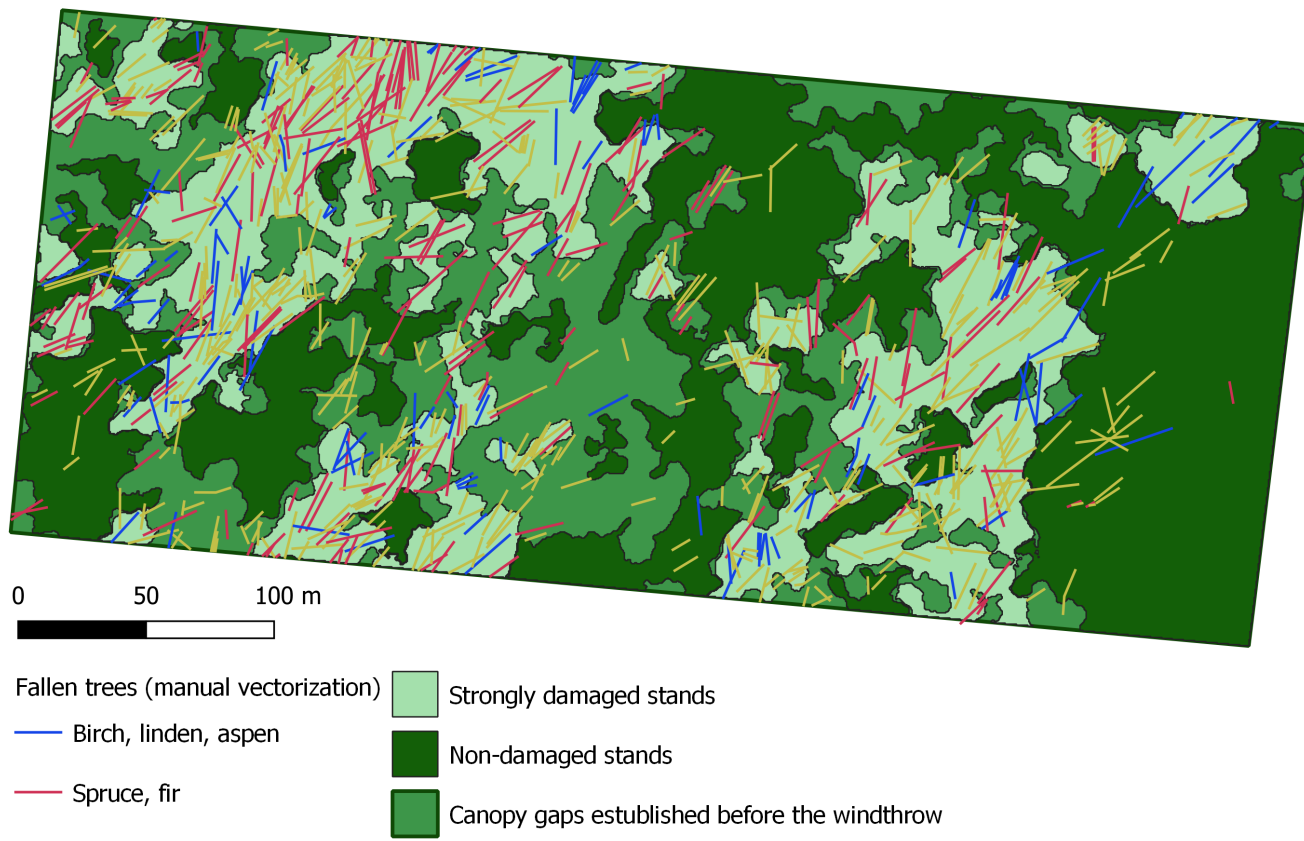 0 50 100 m
Fallen trees (manual vectorization)
Birch, linden, aspen
Spruce, fir
Strongly damaged stands
Non-damaged stands
Canopy gaps estublished before the windthrow